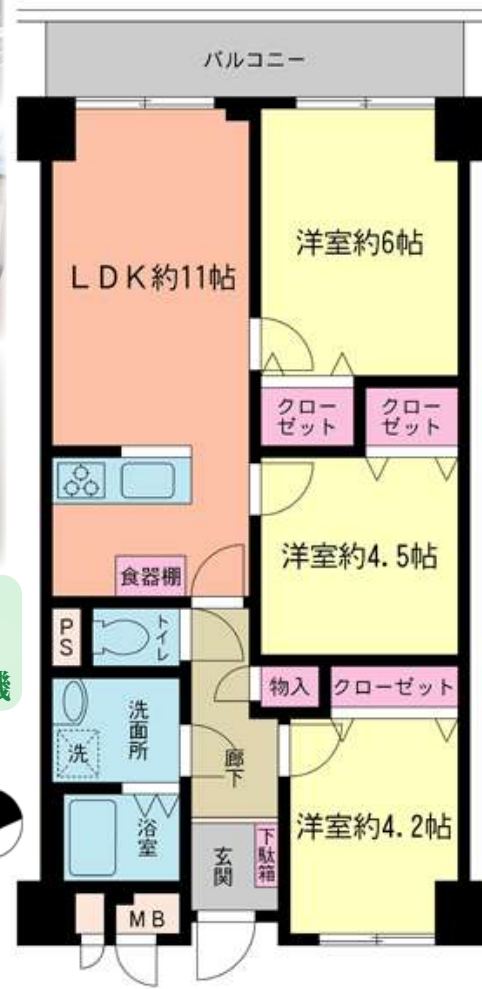 バルコニー
LDK約11帖
洋室約6帖
クロー
ゼット
クロー
ゼット
洋室約4.5帖
食器棚
PS
トイレ
物入
クローゼット
洗面所
洗
廊下
洋室約4.2帖
浴室
玄関
下駄箱
MB
機